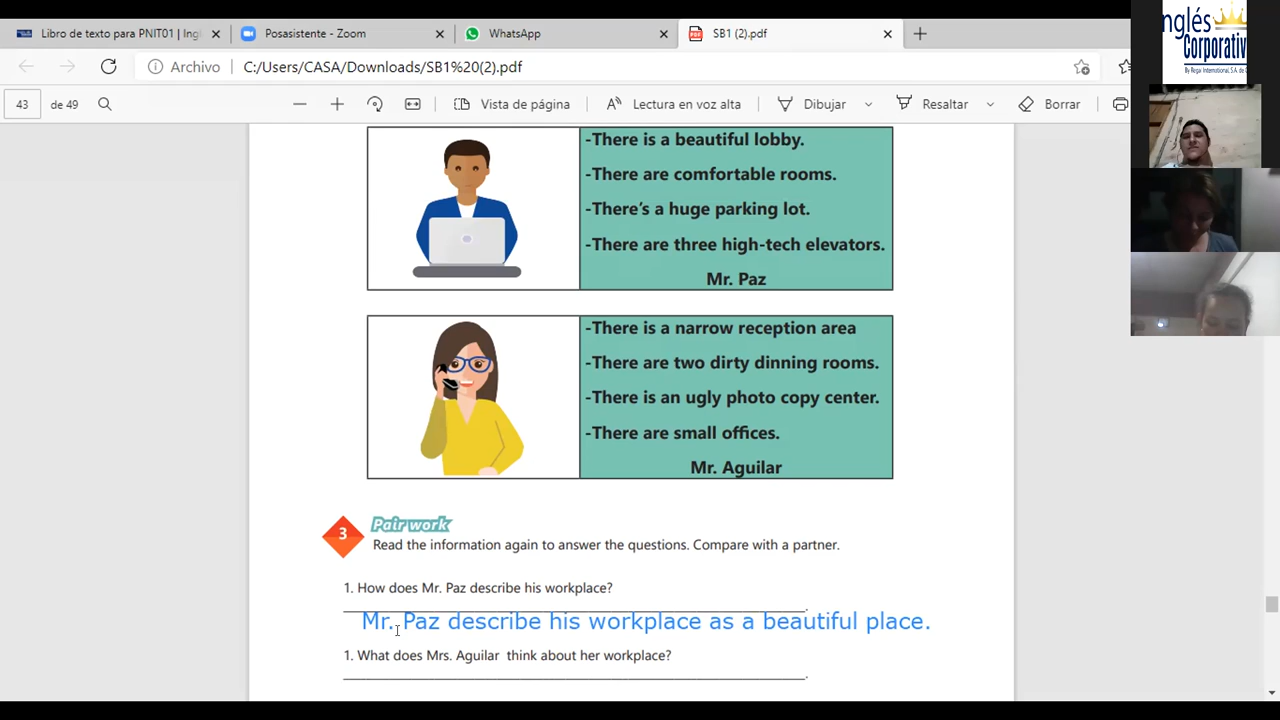 Libro de texto para PNIT01 | Ingl
Posasistente - Zoom
WhatsApp
SB1 (2).pdf
Archivo
C:/Users/CASA/Downloads/SB1%20(2).pdf
43 de 49
Vista de página
Lectura en voz alta
Dibujar
Resaltar
Borrar
nglés
Corporativ
By Regar International, S.A. de C
-There is a beautiful lobby.
-There are comfortable rooms.
-There's a huge parking lot.
-There are three high-tech elevators.
Mr. Paz
-There is a narrow reception area
-There are two dirty dinning rooms.
-There is an ugly photo copy center.
-There are small offices.
Mr. Aguilar
3
Pair work
Read the information again to answer the questions. Compare with a partner.
1. How does Mr. Paz describe his workplace?
Mr. Paz describe his workplace as a beautiful place.
1. What does Mrs. Aguilar think about her workplace?